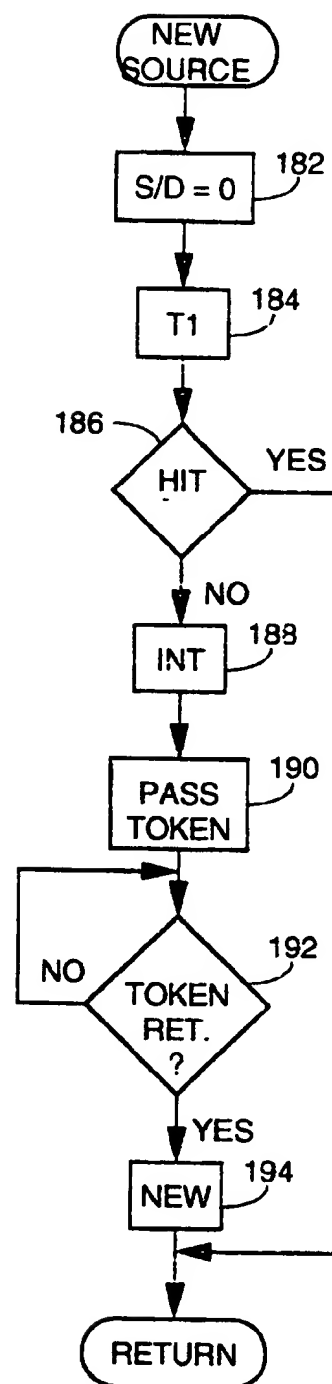 NEW
SOURCE
S/D = 0
182
T1
184
186
HIT
YES
NO
INT
188
PASS
TOKEN
190
NO
TOKEN
RET.
?
192
YES
NEW
194
RETURN